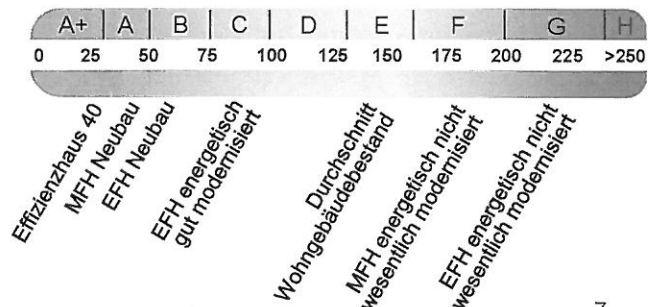 A+ A B C D E F G H
0 25 50 75 100 125 150 175 200 225 >250
Effizienzhaus 40
MFH Neubau
EFH Neubau
EFH energetisch
gut modernisiert
Durchschnitt
Wohngebäudebestand
MFH energetisch nicht
wesentlich modernisiert
EFH energetisch nicht
wesentlich modernisiert
7